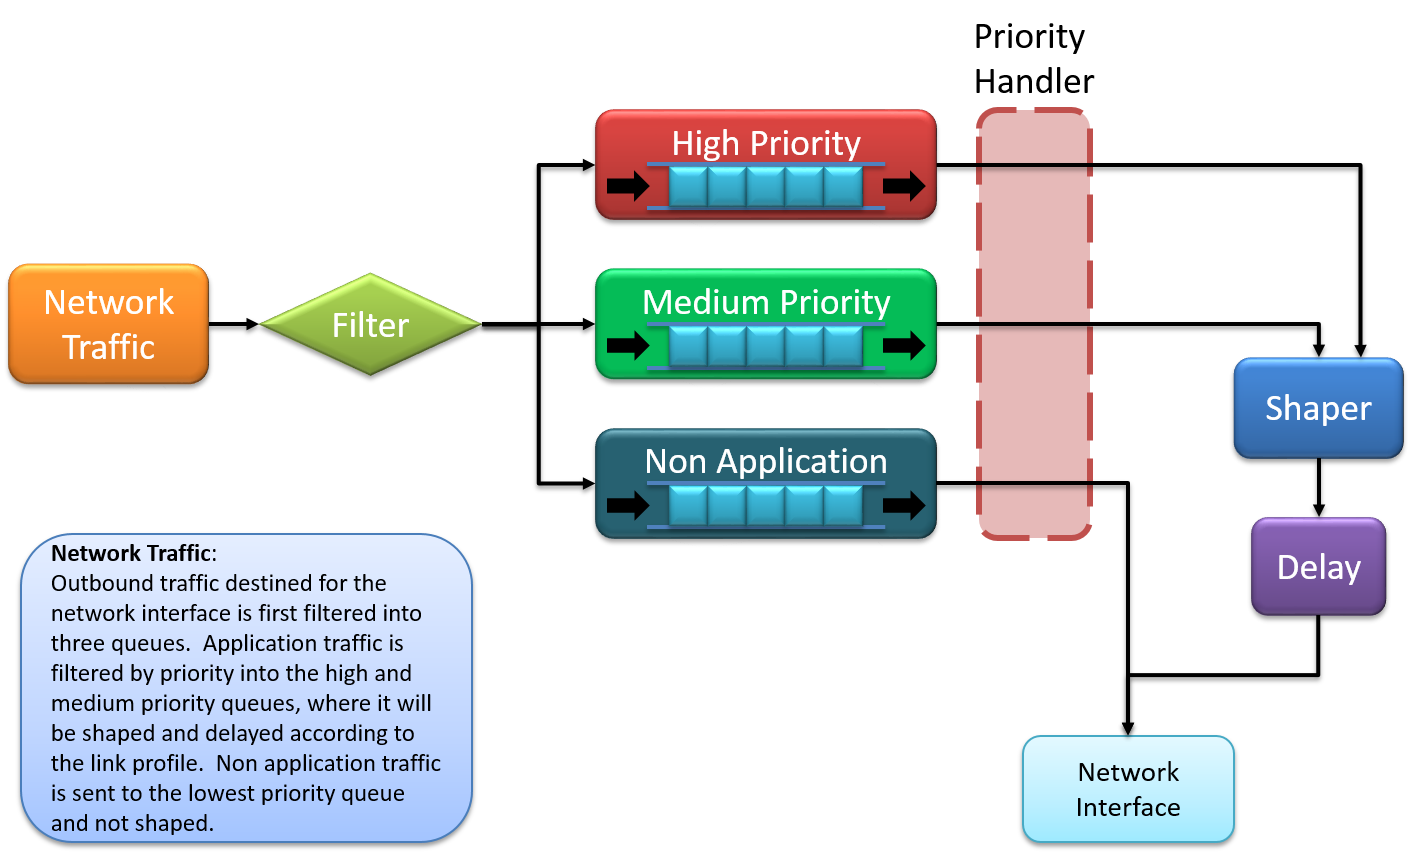 Priority
Handler
High Priority
Network
Traffic
Filter
Medium Priority
Shaper
Non Application
Delay
Network Traffic:
Outbound traffic destined for the
network interface is first filtered into
three queues.  Application traffic is
filtered by priority into the high and
medium priority queues, where it will
be shaped and delayed according to
the link profile.  Non application traffic
is sent to the lowest priority queue
and not shaped.
Network
Interface